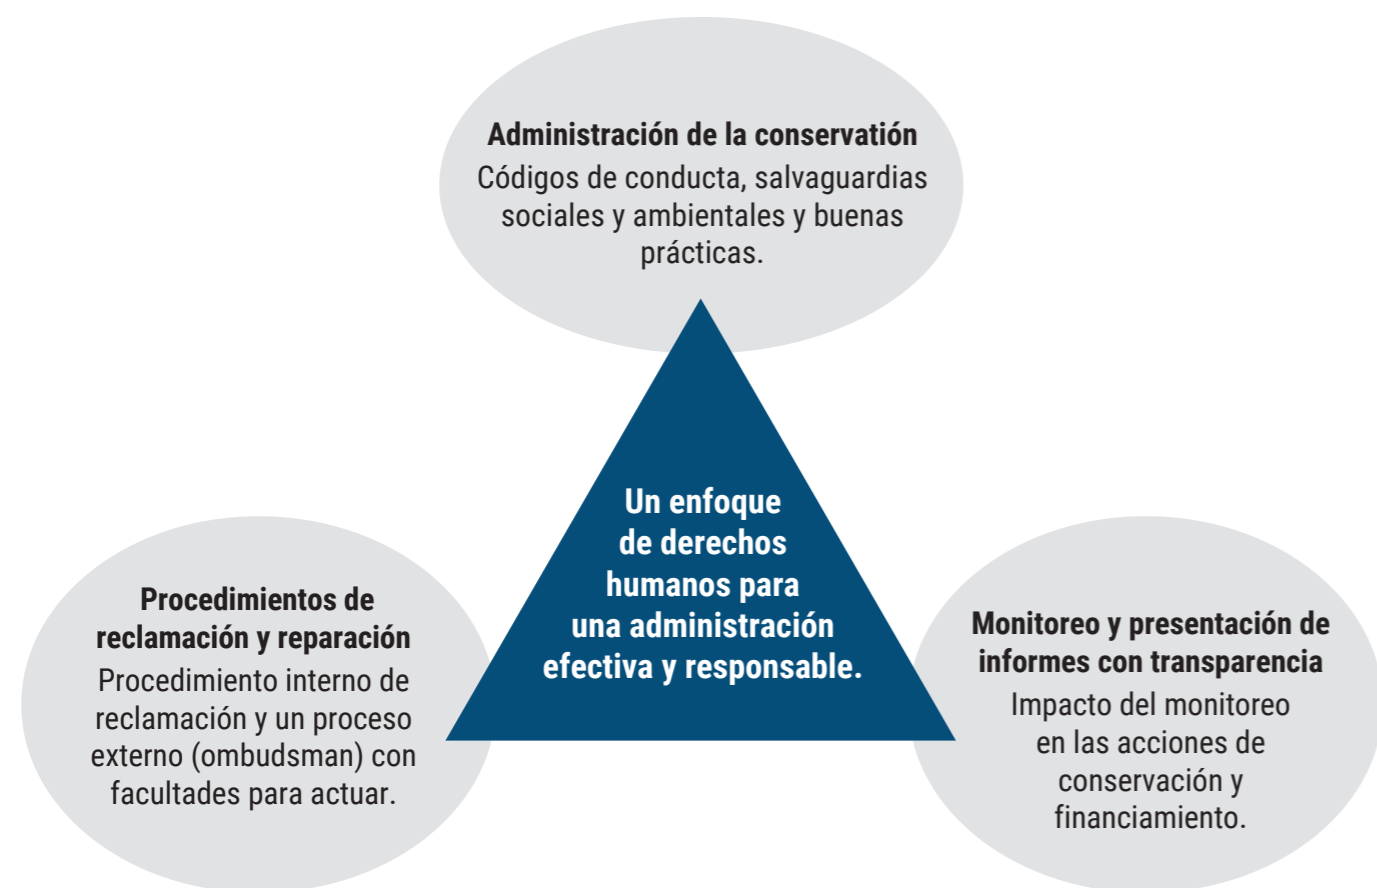 Administración de la conservatión
Códigos de conducta, salvaguardias
sociales y ambientales y buenas
prácticas.
Un enfoque
de derechos
humanos para
una administración
efectiva y responsable.
Procedimientos de
reclamación y reparación
Procedimiento interno de
reclamación y un proceso
externo (ombudsman) con
facultades para actuar.
Monitoreo y presentación de
informes con transparencia
Impacto del monitoreo
en las acciones de
conservación y
financiamiento.